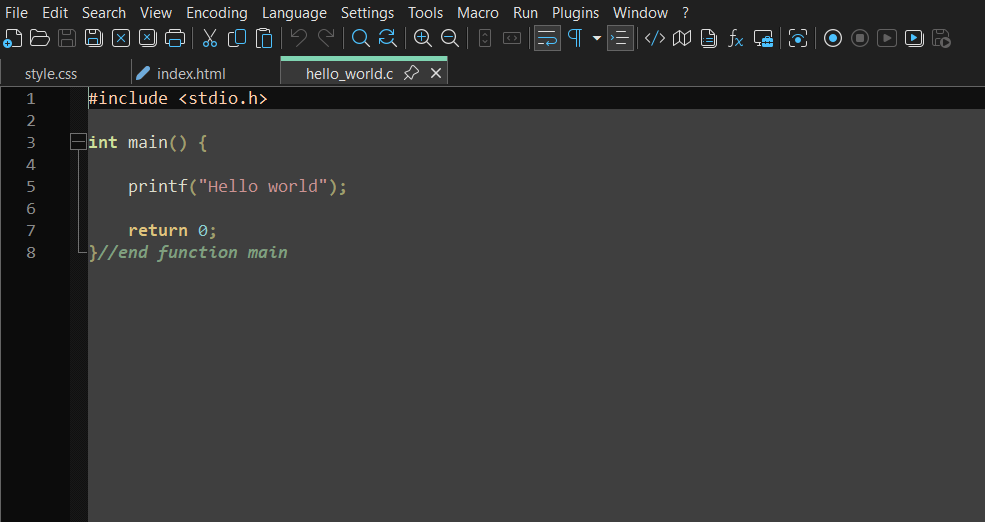 File Edit Search View Encoding Language Settings Tools Macro Run Plugins Window ?
style.css index.html hello_world.c
1 #include <stdio.h>
2
3 int main() {
4
5 printf("Hello world");
6
7 return 0;
8 }//end function main